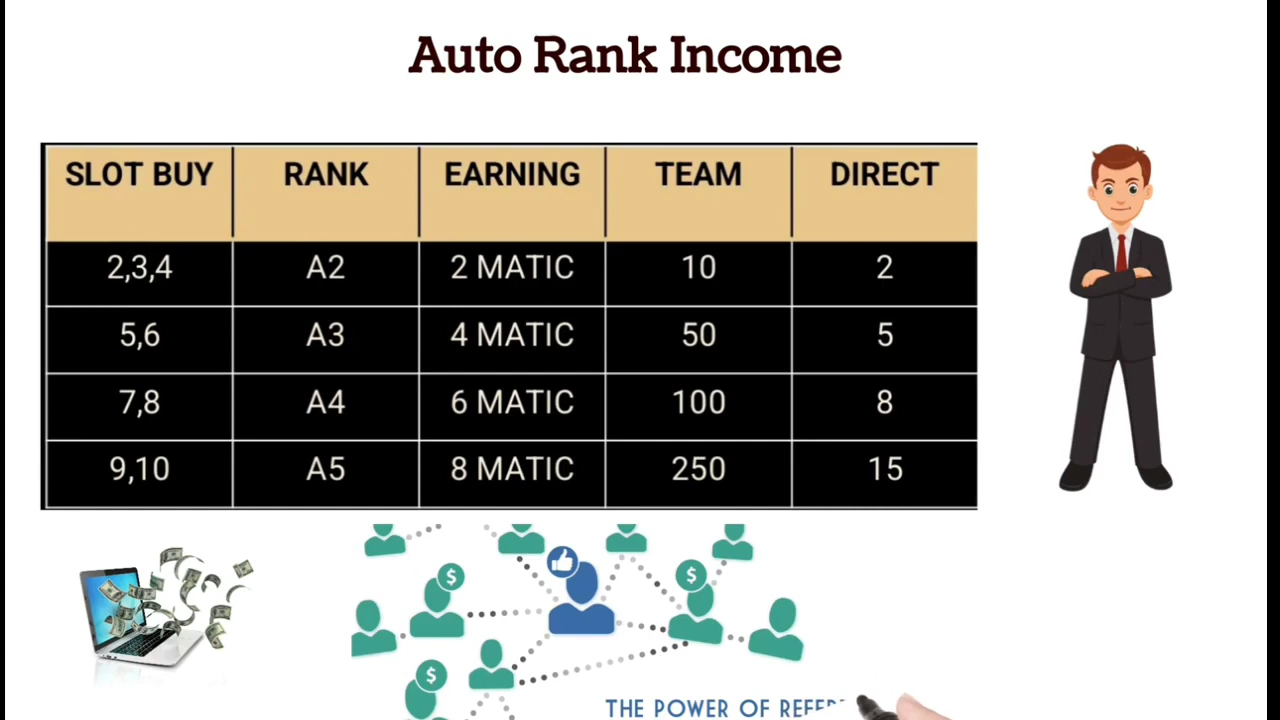 Auto Rank Income
SLOT BUY RANK EARNING TEAM DIRECT
2,3,4 A2 2 MATIC 10 2
5,6 A3 4 MATIC 50 5
7,8 A4 6 MATIC 100 8
9,10 A5 8 MATIC 250 15
$ $
$
THE POWER OF